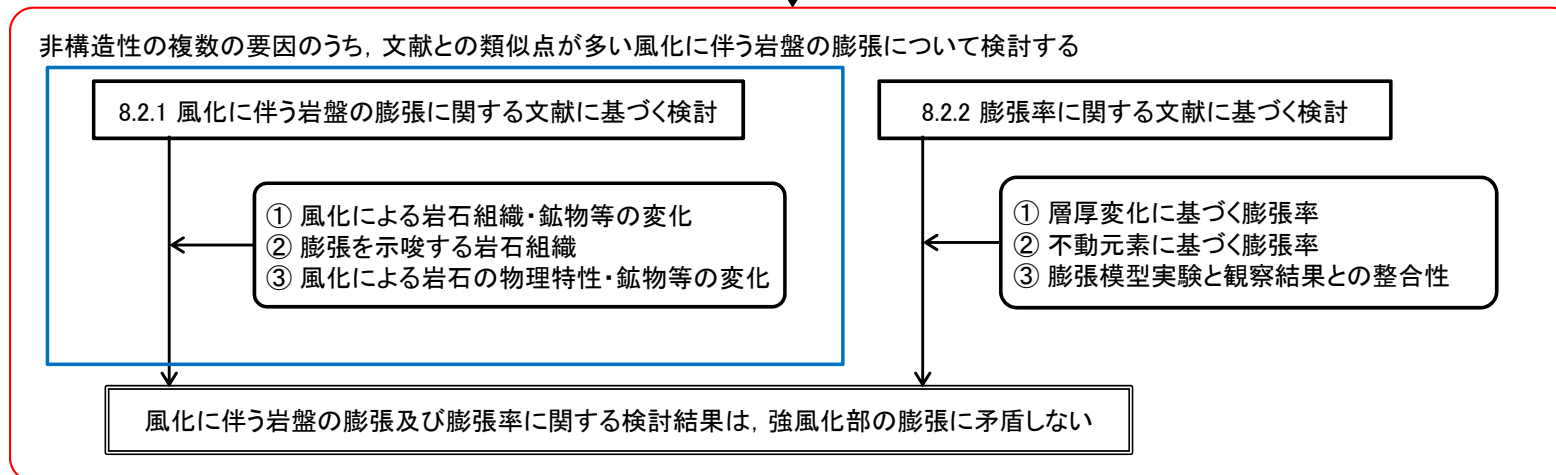 非構造性の複数の要因のうち，文献との類似点が多い風化に伴う岩盤の膨張について検討する
8.2.1 風化に伴う岩盤の膨張に関する文献に基づく検討
① 風化による岩石組織・鉱物等の変化
② 膨張を示唆する岩石組織
③ 風化による岩石の物理特性・鉱物等の変化
8.2.2 膨張率に関する文献に基づく検討
① 層厚変化に基づく膨張率
② 不動元素に基づく膨張率
③ 膨張模型実験と観察結果との整合性
風化に伴う岩盤の膨張及び膨張率に関する検討結果は，強風化部の膨張に矛盾しない